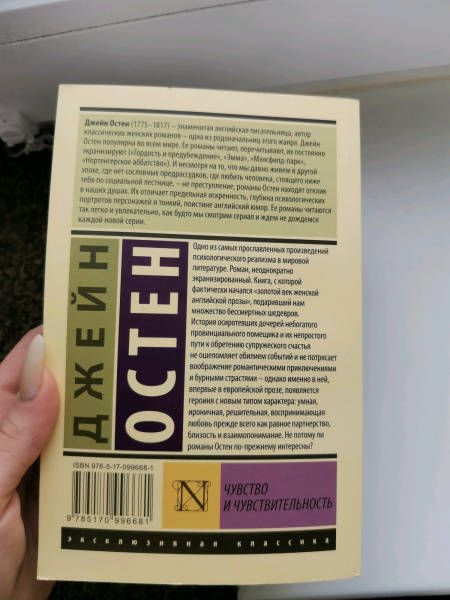 Джейн Остен (1775–1817) – знаменитая английская писательница, автор
классических женских романов – одна из родоначальниц этого жанра. Джейн
Остен популярна во всем мире. Ее романы читают, перечитывают, их постоянно
экранизируют («Гордость и предубеждение», «Эмма», «Мэнсфилд-парк»,
«Нортенгерское аббатство»). И несмотря на то, что мы давно живем в другой
эпохе, где нет сословных предрассудков, где любить человека, стоящего ниже
тебя по социальной лестнице, – не преступление, романы Остен находят отклик
в наших душах. Их отличает предельная искренность, глубина психологических
портретов персонажей и тонкий, поистине английский юмор. Ее романы читаются
так легко и увлекательно, как будто мы смотрим сериал и ждем не дождемся
каждой новой серии.
ДЖЕЙН
ОСТЕН
Одно из самых прославленных произведений
психологического реализма в мировой
литературе. Роман, неоднократно
экранизированный. Книга, с которой
фактически начался «золотой век женской
английской прозы», подаривший нам
множество бессмертных шедевров.
История осиротевших дочерей небогатого
провинциального помещика и их непростого
пути к обретению супружеского счастья
не ошеломляет обилием событий и не потрясает
воображение романтическими приключениями
и бурными страстями – однако именно в ней,
впервые в европейской прозе, появляется
героиня с новым типом характера: умная,
ироничная, решительная, воспринимающая
любовь прежде всего как равное партнерство,
близость и взаимопонимание. Не потому ли
романы Остен по-прежнему интересны?
ISBN 978-5-17-099668-1
9 785170 996681
N
ЧУВСТВО
И ЧУВСТВИТЕЛЬНОСТЬ
эксклюзивная классика